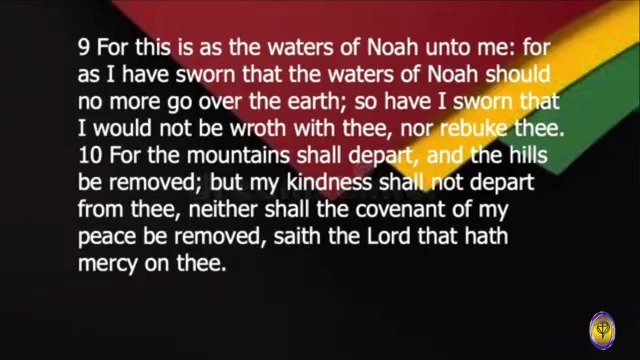 9 For this is as the waters of Noah unto me: for
as I have sworn that the waters of Noah should
no more go over the earth; so have I sworn that
I would not be wroth with thee, nor rebuke thee.
10 For the mountains shall depart, and the hills
be removed; but my kindness shall not depart
from thee, neither shall the covenant of my
peace be removed, saith the Lord that hath
mercy on thee.